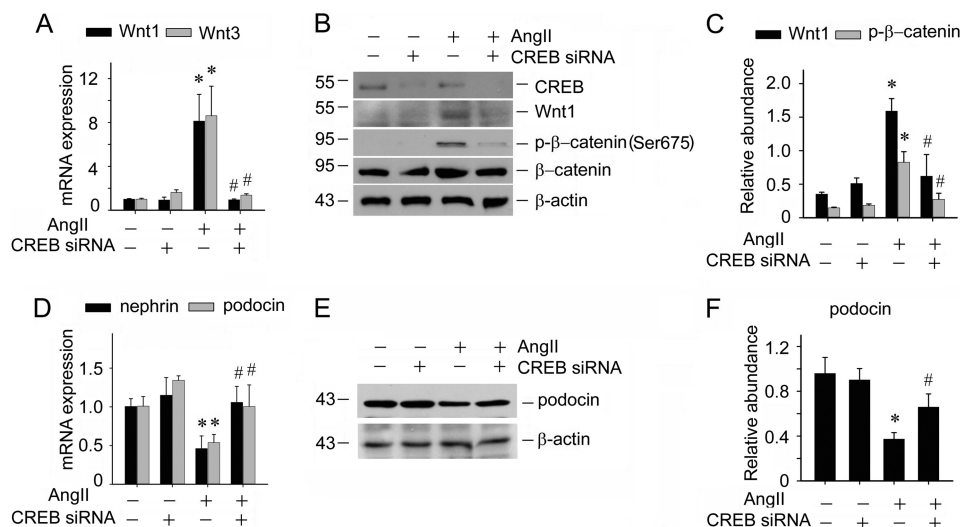 A
Wnt1 Wnt3
mRNA expression
12
8
4
2
0
* *
# #
AngII − − + +
CREB siRNA − + − +
B
− − + + AngII
− + − + CREB siRNA
55 CREB
55 Wnt1
95 p-β−catenin(Ser675)
95 β−catenin
43 β-actin
C
Wnt1 p-β−catenin
Relative abundance
2.0
1.5
1.0
0.5
0.0
* *
# #
AngII − − + +
CREB siRNA − + − +
D
nephrin podocin
mRNA expression
1.5
1.0
0.5
0
* *
# #
AngII − − + +
CREB siRNA − + − +
E
− − + + AngII
− + − + CREB siRNA
43 podocin
43 β-actin
F
podocin
Relative abundance
1.2
0.8
0.4
0
*
#
AngII − − + +
CREB siRNA − + − +